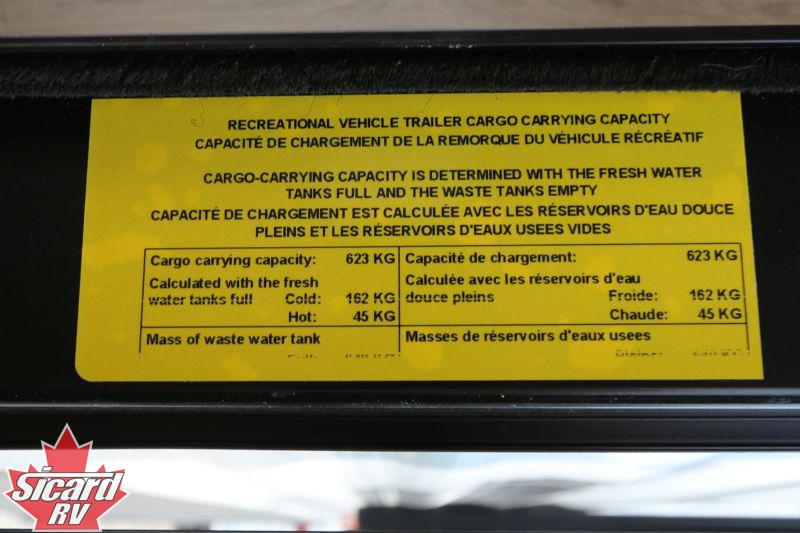 RECREATIONAL VEHICLE TRAILER CARGO CARRYING CAPACITY
CAPACITÉ DE CHARGEMENT DE LA REMORQUE DU VÉHICULE RÉCRÉATIF
CARGO-CARRYING CAPACITY IS DETERMINED WITH THE FRESH WATER
TANKS FULL AND THE WASTE TANKS EMPTY
CAPACITÉ DE CHARGEMENT EST CALCULÉE AVEC LES RÉSERVOIRS D'EAU DOUCE
PLEINS ET LES RÉSERVOIRS D'EAUX USEES VIDES
Cargo carrying capacity: 623 KG
Calculated with the fresh
water tanks full Cold: 162 KG
Hot: 45 KG
Mass of waste water tank
Capacité de chargement: 623 KG
Calculée avec les réservoirs d'eau
douce pleins Froide: 162 KG
Chaude: 45 KG
Masses de réservoirs d'eaux usees
Sicard
RV